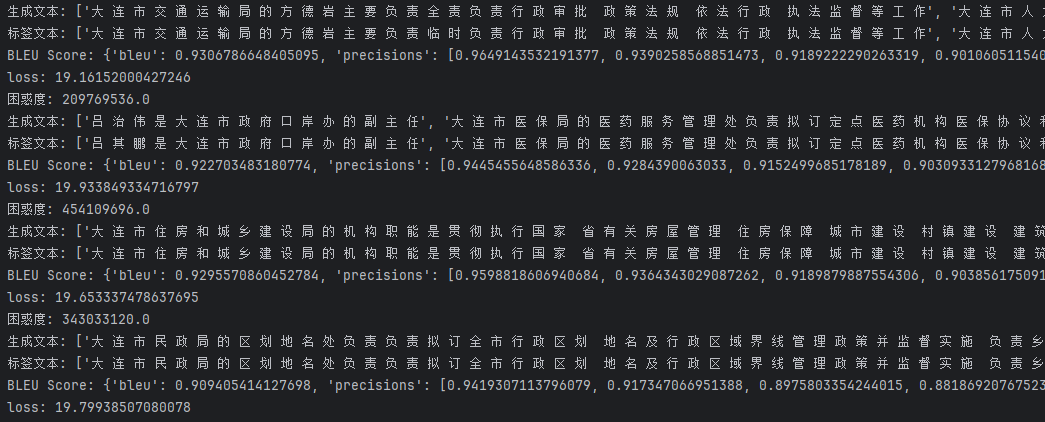 生成文本: ['大 连 市 交 通 运 输 局 的 方 德 岩 主 要 负 责 全 责 负 责 行 政 审 批   政 策 法 规   依 法 行 政   执 法 监 督 等 工 作', '大 连 市 人
标签文本: ['大 连 市 交 通 运 输 局 的 方 德 岩 主 要 负 责 临 时 负 责 行 政 审 批   政 策 法 规   依 法 行 政   执 法 监 督 等 工 作', '大 连 市 人
BLEU Score: {'bleu': 0.9306786648405095, 'precisions': [0.9649143532191377, 0.9390258568851473, 0.9189222290263319, 0.901060511540
loss: 19.16152000427246
困惑度: 209769536.0
生成文本: ['吕 治 伟 是 大 连 市 政 府 口 岸 办 的 副 主 任', '大 连 市 医 保 局 的 医 药 服 务 管 理 处 负 责 拟 订 定 点 医 药 机 构 医 保 协 议 和
标签文本: ['吕 其 鹏 是 大 连 市 政 府 口 岸 办 的 副 主 任', '大 连 市 医 保 局 的 医 药 服 务 管 理 处 负 责 拟 订 定 点 医 药 机 构 医 保 协 议 和
BLEU Score: {'bleu': 0.922703483180774, 'precisions': [0.9445455648586336, 0.9284390063033, 0.9152499685178189, 0.9030933127968168
loss: 19.933849334716797
困惑度: 454109696.0
生成文本: ['大 连 市 住 房 和 城 乡 建 设 局 的 机 构 职 能 是 贯 彻 执 行 国 家   省 有 关 房 屋 管 理   住 房 保 障   城 市 建 设   村 镇 建 设   建 筑
标签文本: ['大 连 市 住 房 和 城 乡 建 设 局 的 机 构 职 能 是 贯 彻 执 行 国 家   省 有 关 房 屋 管 理   住 房 保 障   城 市 建 设   村 镇 建 设   建 筑
BLEU Score: {'bleu': 0.9295570860452784, 'precisions': [0.9598818606940684, 0.9364343029087262, 0.9189879887554306, 0.903856175091
loss: 19.653337478637695
困惑度: 343033120.0
生成文本: ['大 连 市 民 政 局 的 区 划 地 名 处 负 责 负 责 拟 订 全 市 行 政 区 划   地 名 及 行 政 区 域 界 线 管 理 政 策 并 监 督 实 施   负 责 乡
标签文本: ['大 连 市 民 政 局 的 区 划 地 名 处 负 责 负 责 拟 订 全 市 行 政 区 划   地 名 及 行 政 区 域 界 线 管 理 政 策 并 监 督 实 施   负 责 乡
BLEU Score: {'bleu': 0.909405414127698, 'precisions': [0.9419307113796079, 0.917347066951388, 0.8975803354244015, 0.88186920767523
loss: 19.79938507080078